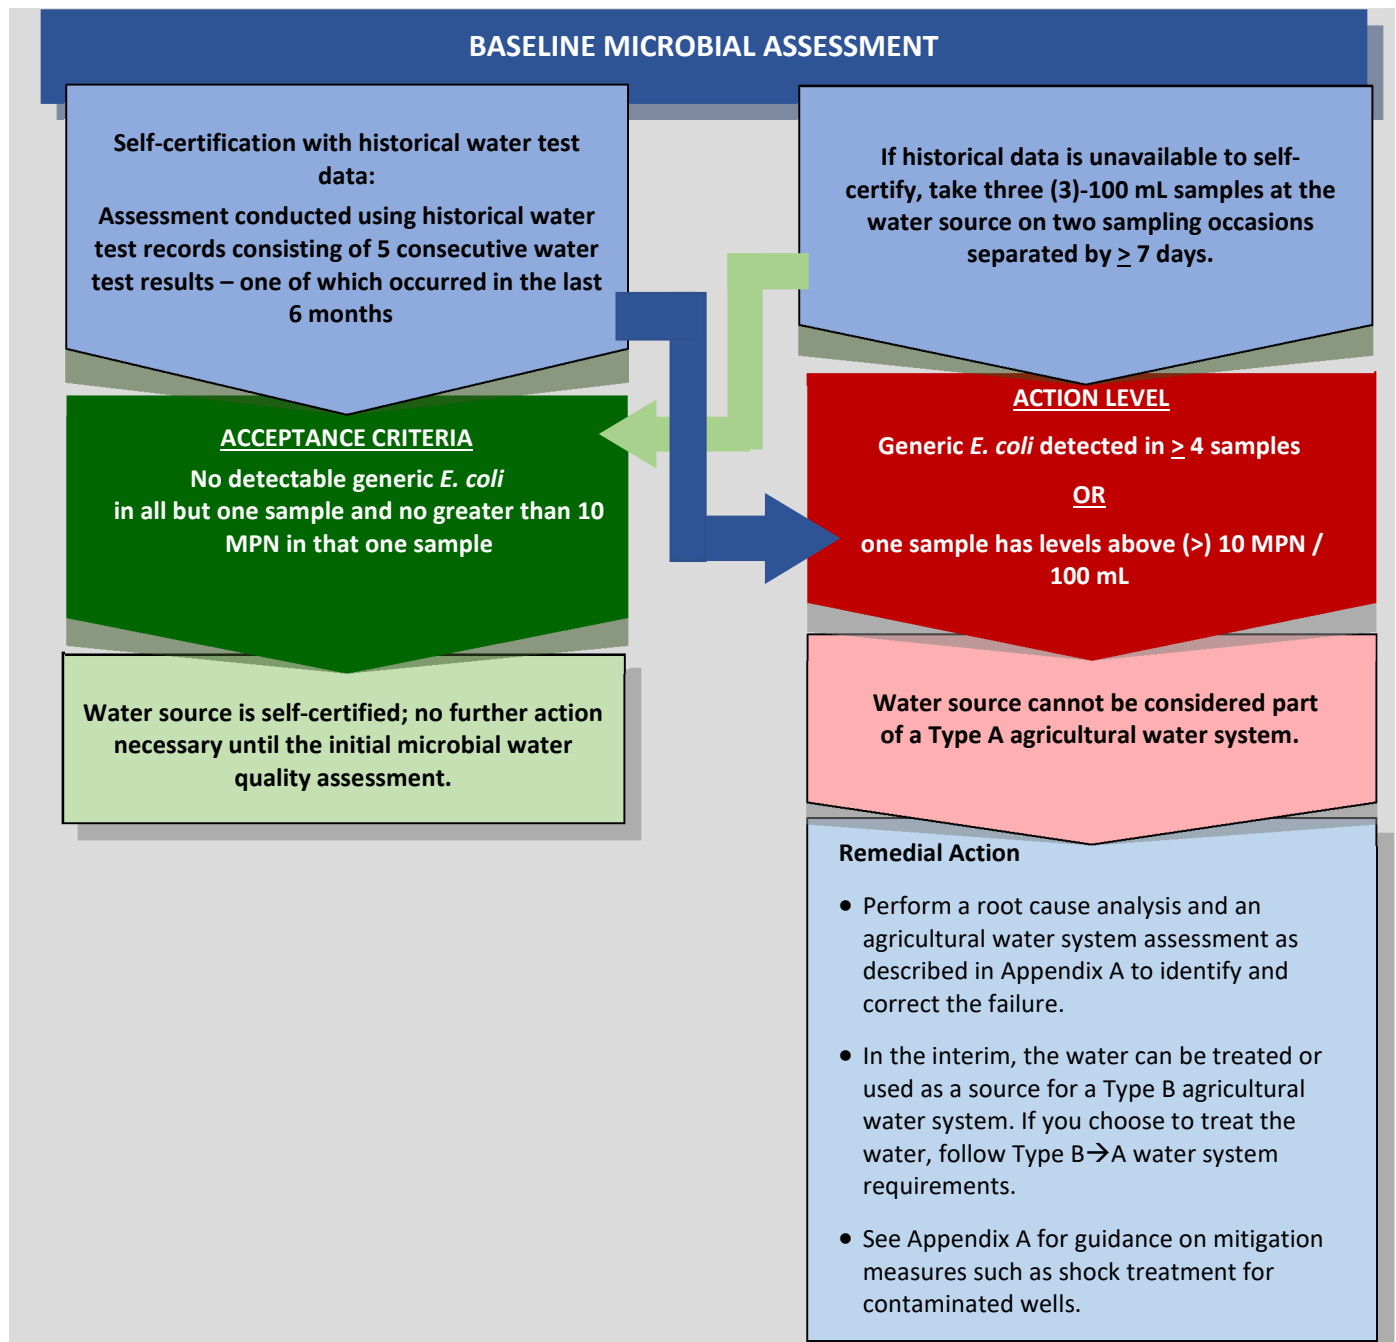 BASELINE MICROBIAL ASSESSMENT
Self-certification with historical water test
data:
Assessment conducted using historical water
test records consisting of 5 consecutive water
test results – one of which occurred in the last
6 months
If historical data is unavailable to self-
certify, take three (3)-100 mL samples at the
water source on two sampling occasions
separated by ≥ 7 days.
ACCEPTANCE CRITERIA
No detectable generic E. coli
in all but one sample and no greater than 10
MPN in that one sample
ACTION LEVEL
Generic E. coli detected in ≥ 4 samples
OR
one sample has levels above (>) 10 MPN /
100 mL
Water source is self-certified; no further action
necessary until the initial microbial water
quality assessment.
Water source cannot be considered part
of a Type A agricultural water system.
Remedial Action
• Perform a root cause analysis and an
agricultural water system assessment as
described in Appendix A to identify and
correct the failure.
• In the interim, the water can be treated or
used as a source for a Type B agricultural
water system. If you choose to treat the
water, follow Type B→A water system
requirements.
• See Appendix A for guidance on mitigation
measures such as shock treatment for
contaminated wells.